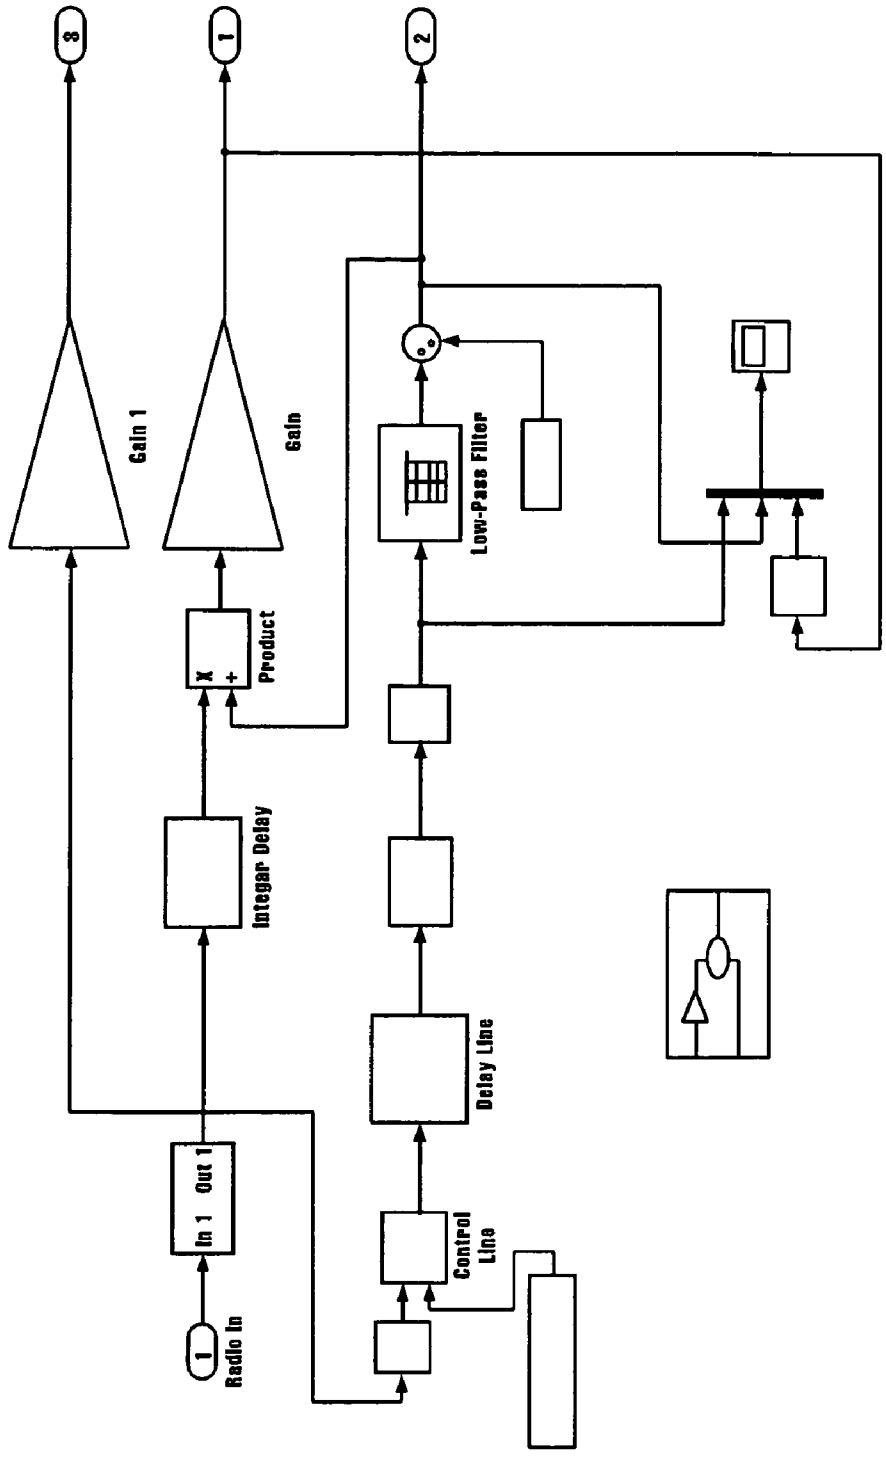 3
1
2
Gain 1
Gain
Low-Pass Filter
X
+
Product
Integar Delay
Delay Line
In 1 Out 1
Control
Line
1
Radio In